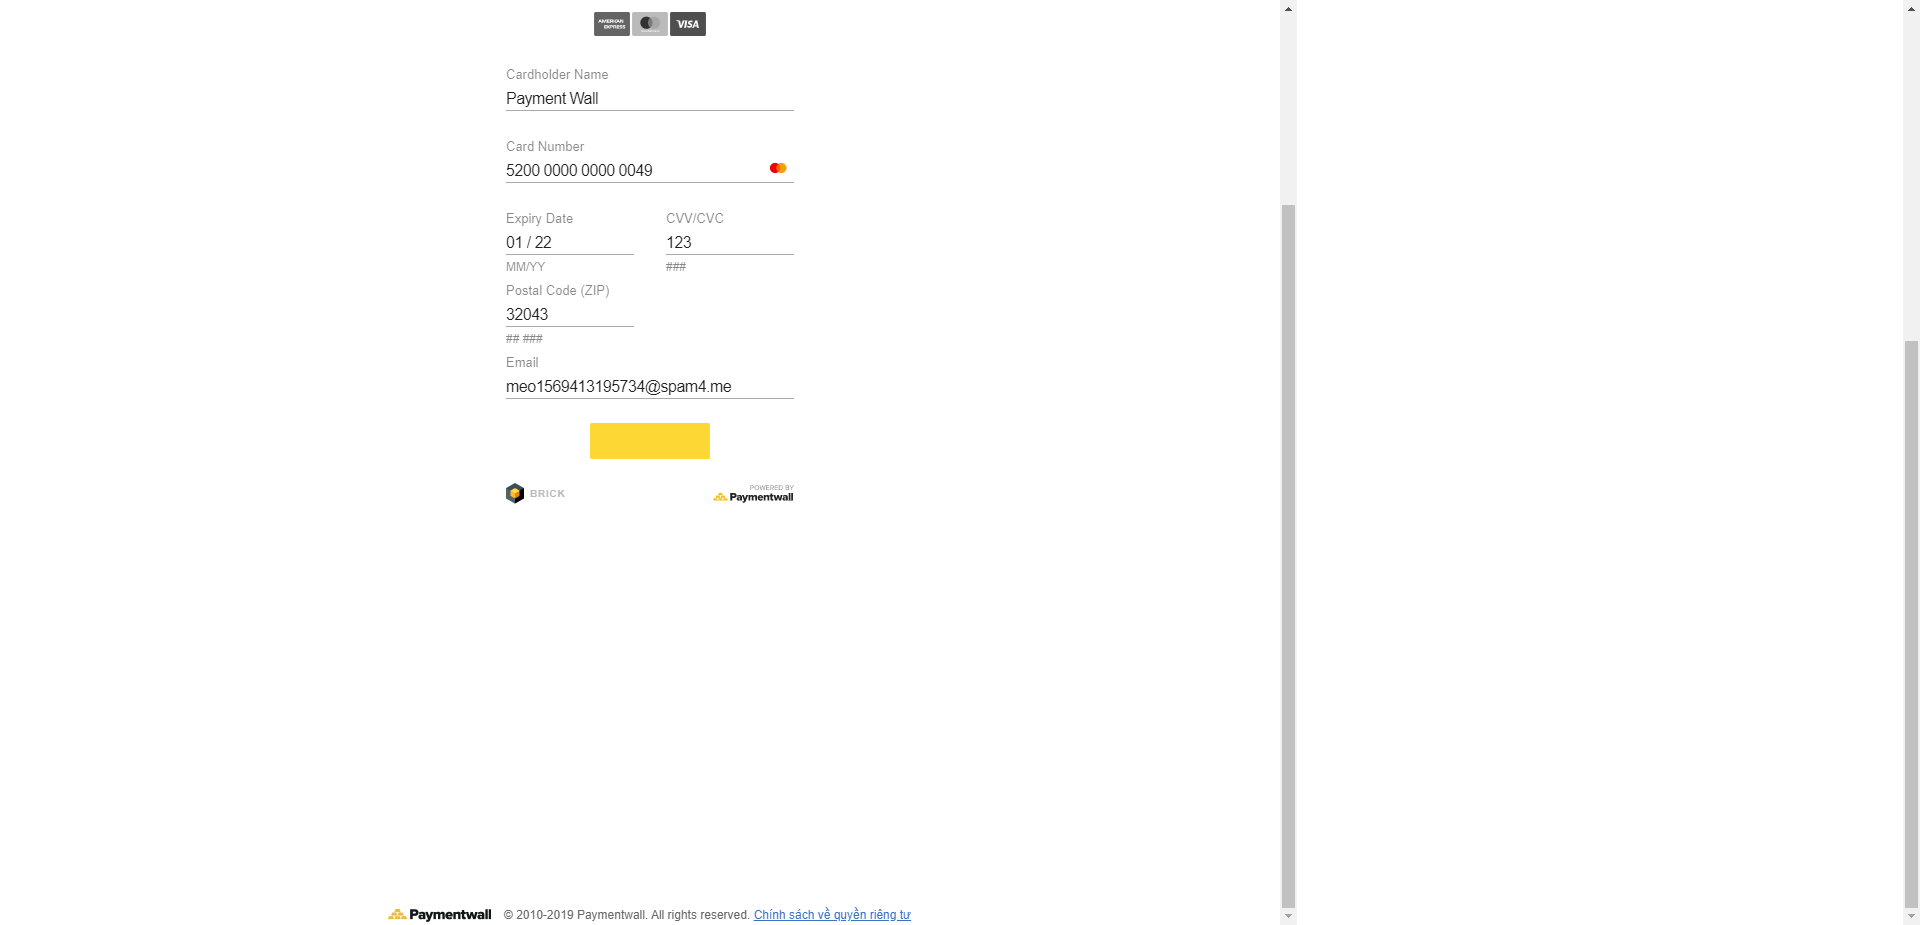 AMERICAN EXPRESS VISA
Cardholder Name
Payment Wall
Card Number
5200 0000 0000 0049
Expiry Date CVV/CVC
01 / 22 123
MM/YY ###
Postal Code (ZIP)
32043
## ###
Email
meo1569413195734@spam4.me
BRICK POWERED BY
Paymentwall
Paymentwall © 2010-2019 Paymentwall. All rights reserved. Chính sách về quyền riêng tư